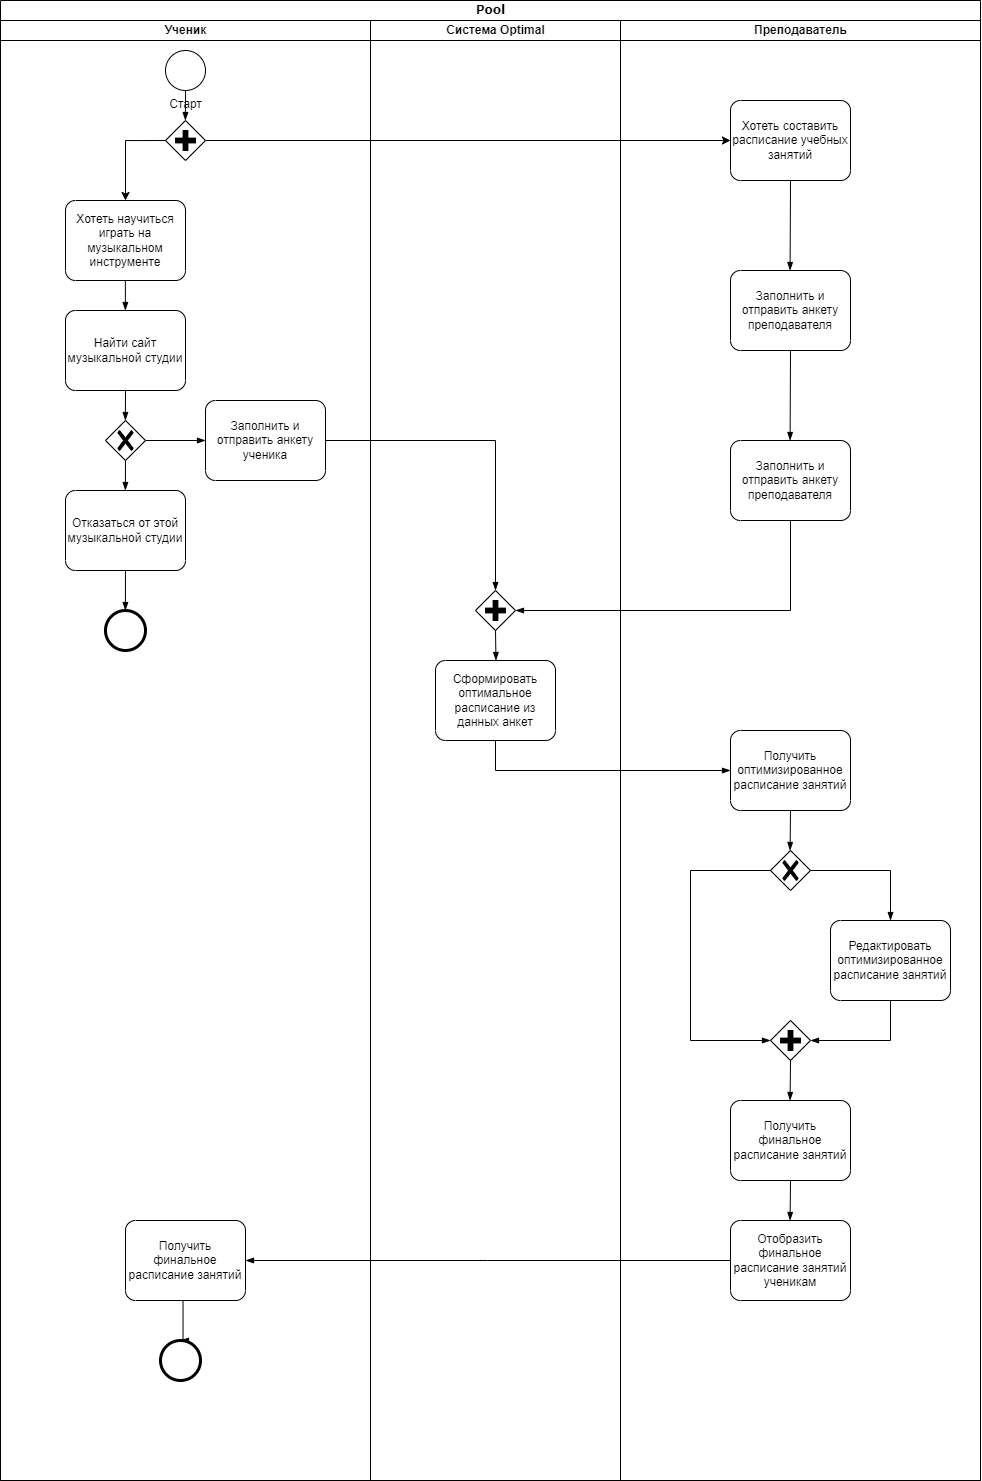 Pool
Ученик
Система Optimal
Преподаватель
Старт
Хотеть составить
расписание учебных
занятий
Хотеть научиться
играть на
музыкальном
инструменте
Заполнить и
отправить анкету
преподавателя
Найти сайт
музыкальной студии
Заполнить и
отправить анкету
ученика
Заполнить и
отправить анкету
преподавателя
Отказаться от этой
музыкальной студии
Сформировать
оптимальное
расписание из
данных анкет
Получить
оптимизированное
расписание занятий
Редактировать
оптимизированное
расписание занятий
Получить
финальное
расписание занятий
Получить
финальное
расписание занятий
Отобразить
финальное
расписание занятий
ученикам